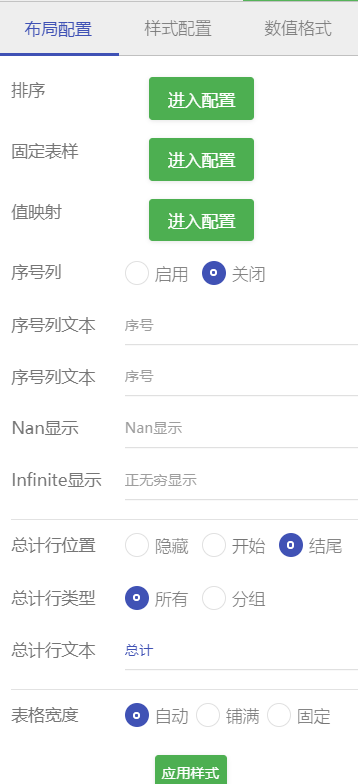 布局配置 样式配置 数值格式
排序 进入配置
固定表样 进入配置
值映射 进入配置
序号列 启用 关闭
序号列文本 序号
序号列文本 序号
Nan显示 Nan显示
Infinite显示 正无穷显示
总计行位置 隐藏 开始 结尾
总计行类型 所有 分组
总计行文本 总计
表格宽度 自动 铺满 固定
应用样式